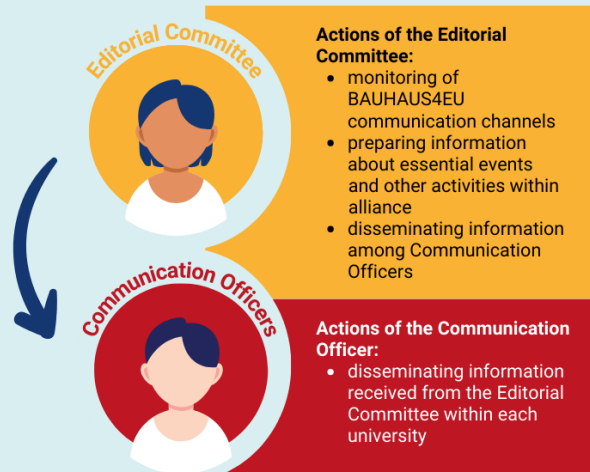 Editorial Committee
Actions of the Editorial
Committee:
• monitoring of
BAUHAUS4EU
communication channels
• preparing information
about essential events
and other activities within
alliance
• disseminating information
among Communication
Officers
Communication Officers
Actions of the Communication
Officer:
• disseminating information
received from the Editorial
Committee within each
university